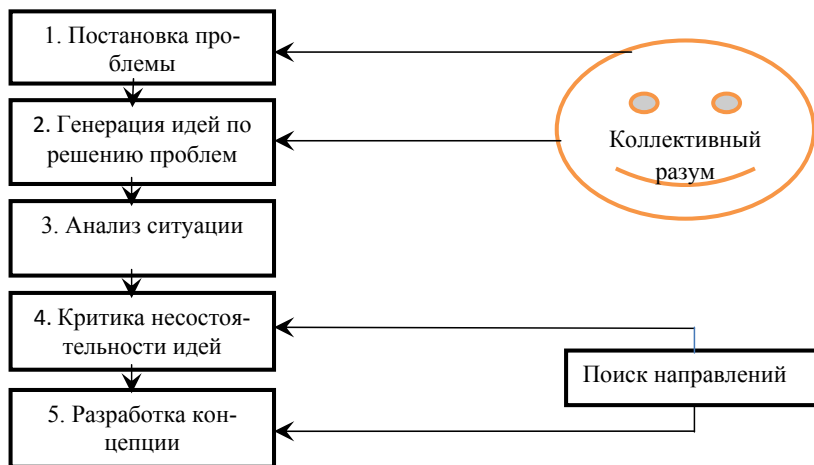 1. Постановка про-
блемы
2. Генерация идей по
решению проблем
Коллективный
разум
3. Анализ ситуации
4. Критика несостоя-
тельности идей
Поиск направлений
5. Разработка кон-
цепции